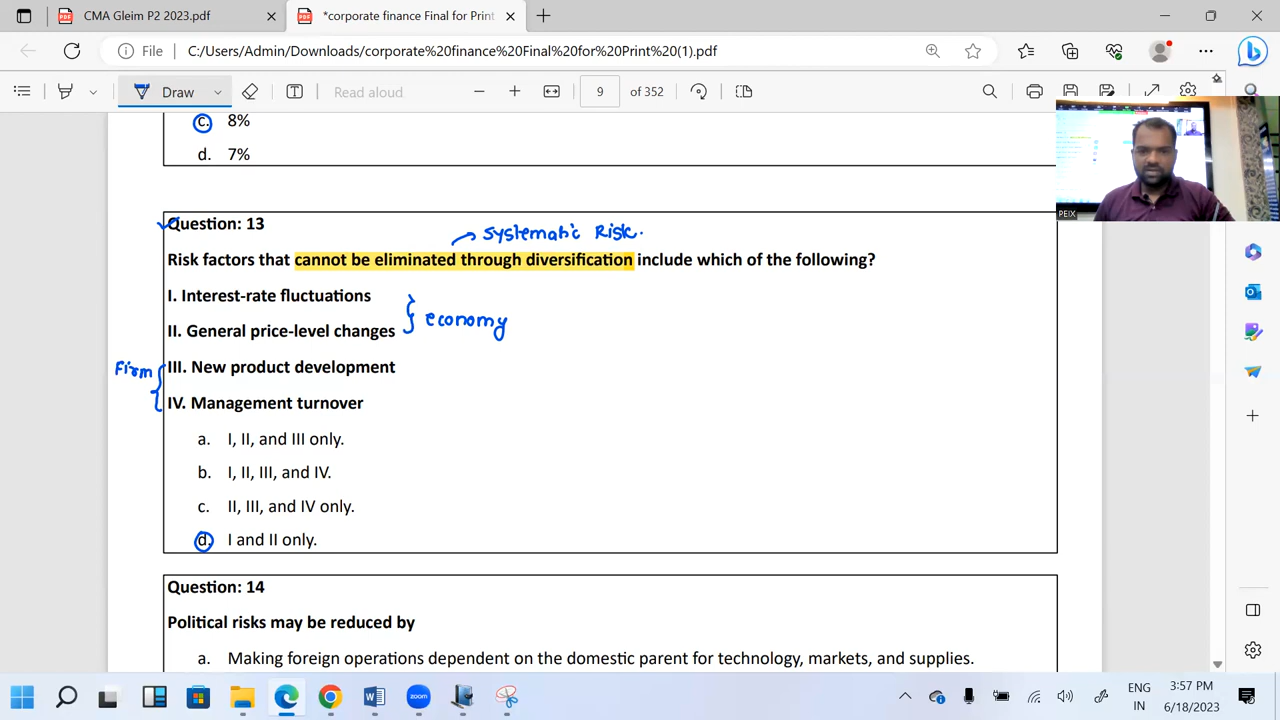 CMA Gleim P2 2023.pdf
*corporate finance Final for Print
File C:/Users/Admin/Downloads/corporate%20finance%20Final%20for%20Print%20(1).pdf
Draw
Read aloud
9 of 352
c. 8%
d. 7%
Question: 13
systematic Risk.
Risk factors that cannot be eliminated through diversification include which of the following?
I. Interest-rate fluctuations
economy
II. General price-level changes
Firm
III. New product development
IV. Management turnover
a. I, II, and III only.
b. I, II, III, and IV.
c. II, III, and IV only.
d. I and II only.
Question: 14
Political risks may be reduced by
a. Making foreign operations dependent on the domestic parent for technology, markets, and supplies.
PEIX
zoom
ENG
IN
3:57 PM
6/18/2023